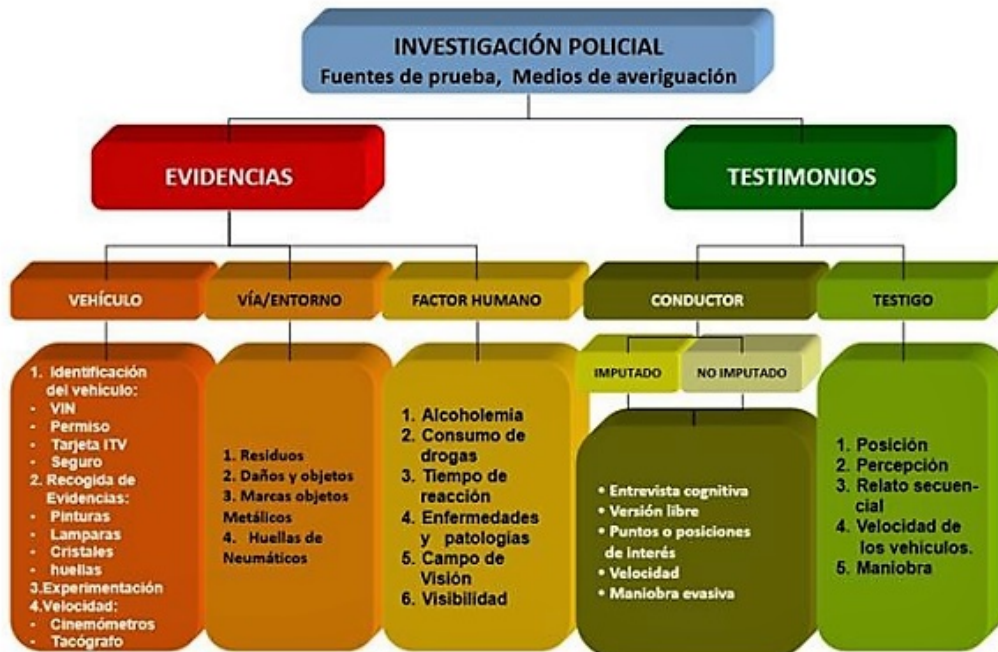 INVESTIGACIÓN POLICIAL
Fuentes de prueba, Medios de averiguación
EVIDENCIAS
TESTIMONIOS
VEHÍCULO
VÍA/ENTORNO
FACTOR HUMANO
CONDUCTOR
TESTIGO
IMPUTADO
NO IMPUTADO
1. Identificación
del vehículo:
- VIN
- Permiso
- Tarjeta ITV
- Seguro
2. Recogida de
Evidencias:
- Pinturas
- Lamparas
- Cristales
- huellas
3.Experimentación
4.Velocidad:
- Cinemómetros
- Tacógrafo
1. Residuos
2. Daños y objetos
3. Marcas objetos
Metálicos
4. Huellas de
Neumáticos
1. Alcoholemia
2. Consumo de
drogas
3. Tiempo de
reacción
4. Enfermedades
y patologías
5. Campo de
Visión
6. Visibilidad
• Entrevista cognitiva
• Versión libre
• Puntos o posiciones
de interés
• Velocidad
• Maniobra evasiva
1. Posición
2. Percepción
3. Relato secuen-
cial
4. Velocidad de
los vehículos.
5. Maniobra